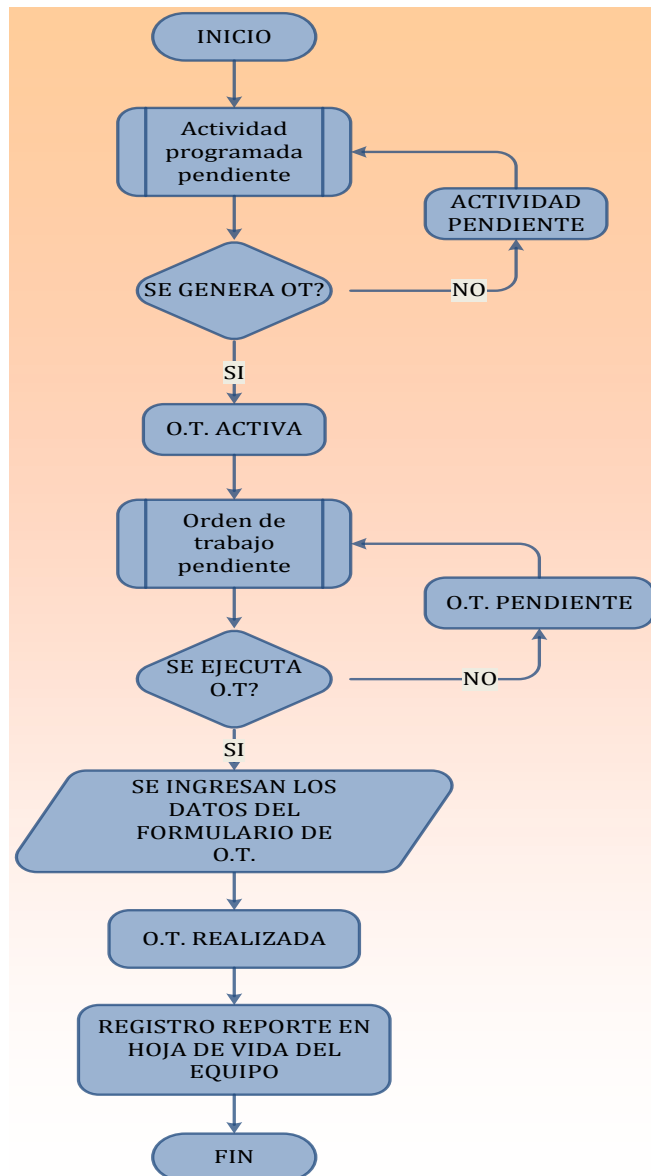 INICIO
Actividad
programada
pendiente
ACTIVIDAD
PENDIENTE
SE GENERA OT?
NO
SI
O.T. ACTIVA
Orden de
trabajo
pendiente
O.T. PENDIENTE
SE EJECUTA
O.T?
NO
SI
SE INGRESAN LOS
DATOS DEL
FORMULARIO DE
O.T.
O.T. REALIZADA
REGISTRO REPORTE EN
HOJA DE VIDA DEL
EQUIPO
FIN